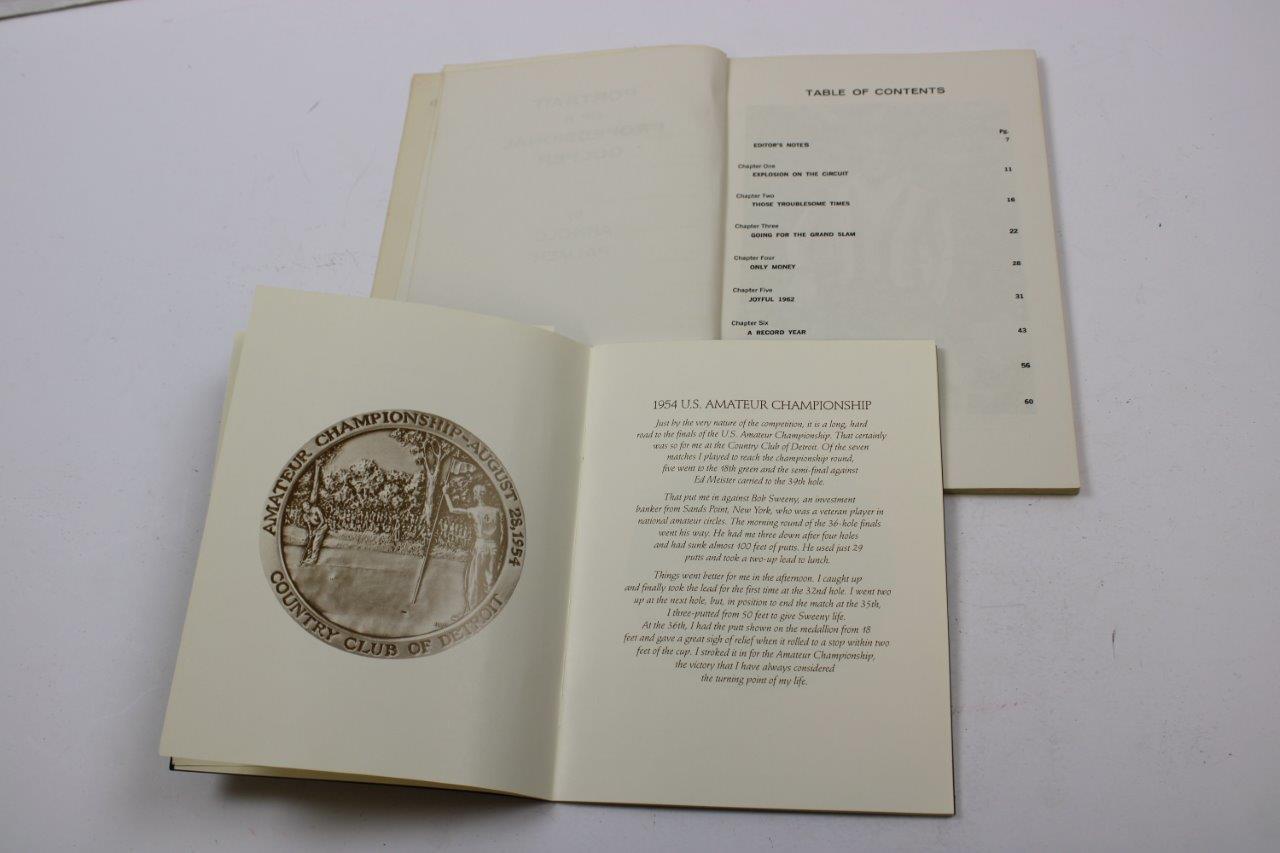 TABLE OF CONTENTS
Pg.
EDITOR'S NOTES 7
Chapter One
EXPLOSION ON THE CIRCUIT 11
Chapter Two
THOSE TROUBLESOME TIMES 16
Chapter Three
GOING FOR THE GRAND SLAM 22
Chapter Four
ONLY MONEY 28
Chapter Five
JOYFUL 1962 31
Chapter Six
A RECORD YEAR 43
56
60
PORTRAIT
OF A
PROFESSIONAL
GOLFER
BY
ARNOLD
PALMER
AMATEUR CHAMPIONSHIP-AUGUST 28, 1954
COUNTRY CLUB OF DETROIT
1954 U.S. AMATEUR CHAMPIONSHIP
Just by the very nature of the competition, it is a long, hard
road to the finals of the U.S. Amateur Championship. That certainly
was so for me at the Country Club of Detroit. Of the seven
matches I played to reach the championship round,
five went to the 18th green and the semi-final against
Ed Meister carried to the 39th hole.
That put me in against Bob Sweeny, an investment
banker from Sands Point, New York, who was a veteran player in
national amateur circles. The morning round of the 36-hole finals
went his way. He had me three down after four holes
and had sunk almost 100 feet of putts. He used just 29
putts and took a two-up lead to lunch.
Things went better for me in the afternoon. I caught up
and finally took the lead for the first time at the 32nd hole. I went two
up at the next hole, but, in position to end the match at the 35th,
I three-putted from 50 feet to give Sweeny life.
At the 36th, I had the putt shown on the medallion from 18
feet and gave a great sigh of relief when it rolled to a stop within two
feet of the cup. I stroked it in for the Amateur Championship,
the victory that I have always considered
the turning point of my life.